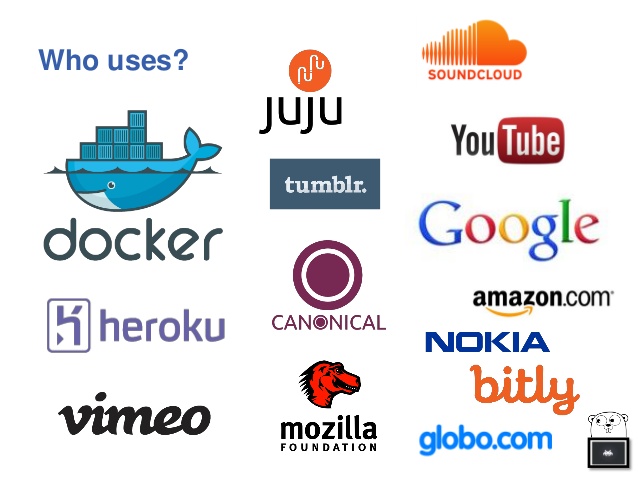 Who uses?
docker
heroku
vimeo
juju
tumblr.
CANONICAL
mozilla
FOUNDATION
SOUNDCLOUD
YouTube
Google
amazon.com
NOKIA
bitly
globo.com